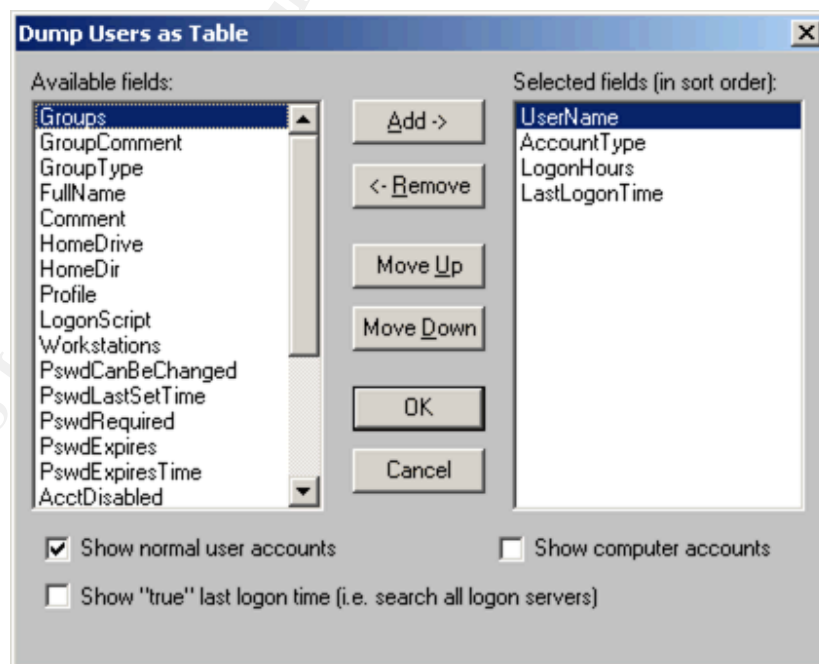 Dump Users as Table
Available fields:
Groups
GroupComment
GroupType
FullName
Comment
HomeDrive
HomeDir
Profile
LogonScript
Workstations
PswdCanBeChanged
PswdLastSetTime
PswdRequired
PswdExpires
PswdExpiresTime
AcctDisabled
Add ->
<- Remove
Move Up
Move Down
OK
Cancel
Selected fields (in sort order):
UserName
AccountType
LogonHours
LastLogonTime
Show normal user accounts
Show computer accounts
Show "true" last logon time (i.e. search all logon servers)